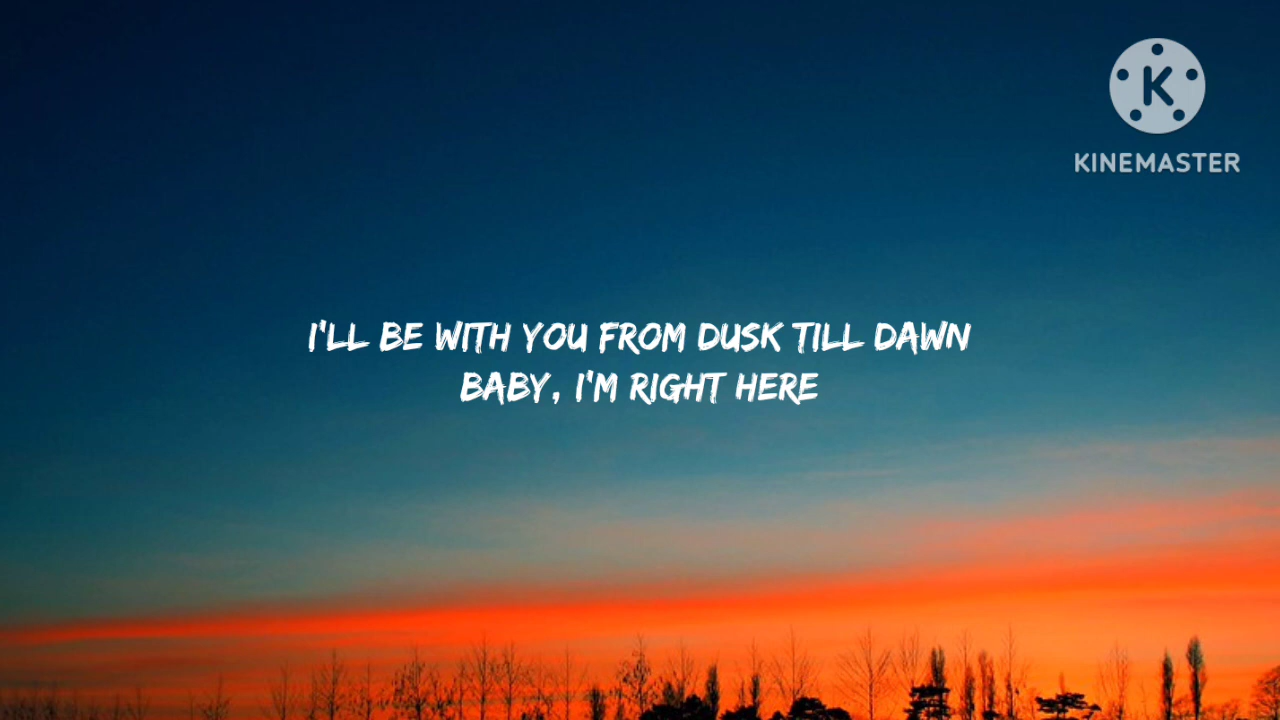 K
KINEMASTER
I'LL BE WITH YOU FROM DUSK TILL DAWN
BABY, I'M RIGHT HERE